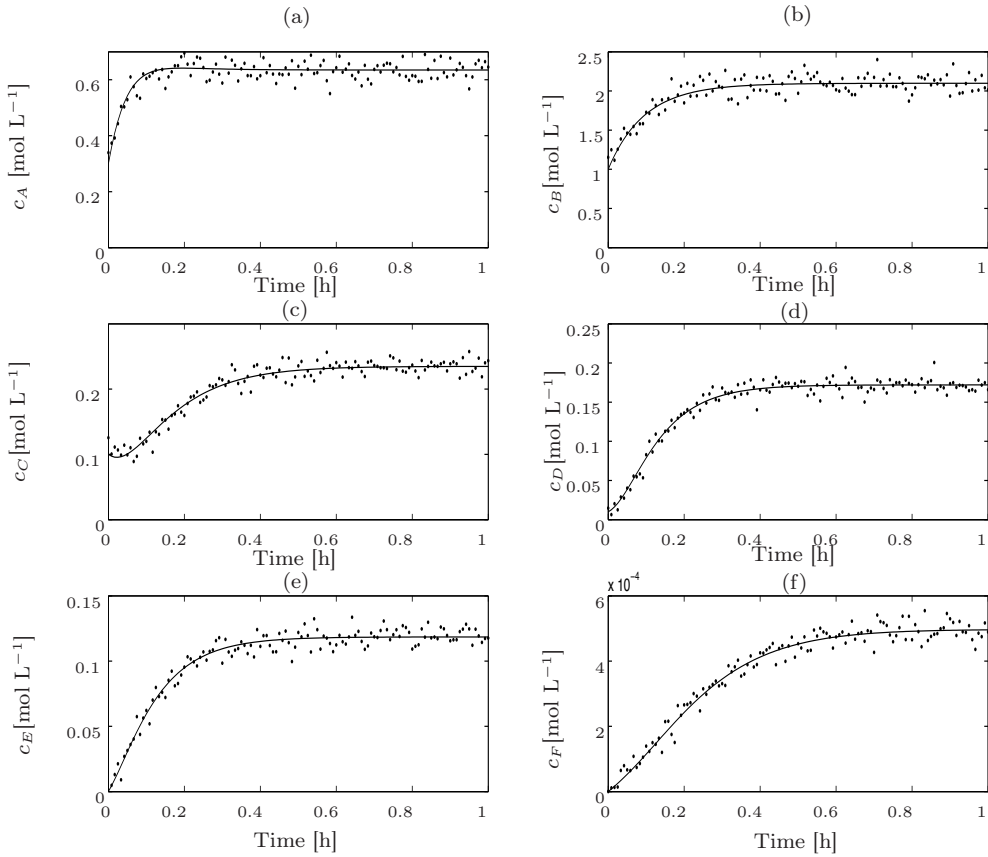 (a)
0.6
0.4
0.2
0
0 0.2 0.4 0.6 0.8 1
c_A [mol L⁻¹]
Time [h]
(b)
2.5
2
1.5
1
0.5
0
0 0.2 0.4 0.6 0.8 1
c_B[mol L⁻¹]
Time [h]
(c)
0.2
0.1
0
0 0.2 0.4 0.6 0.8 1
c_C[mol L⁻¹]
Time [h]
(d)
0.25
0.2
0.15
0.1
0.05
0
0 0.2 0.4 0.6 0.8 1
c_D[mol L⁻¹]
Time [h]
(e)
0.15
0.1
0.05
0
0 0.2 0.4 0.6 0.8 1
c_E[mol L⁻¹]
Time [h]
(f)
x 10⁻⁴
6
4
2
0
0 0.2 0.4 0.6 0.8 1
c_F[mol L⁻¹]
Time [h]